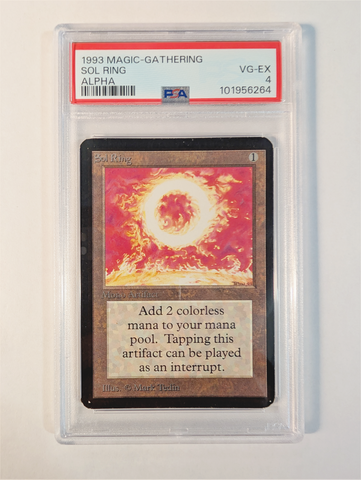 1993 MAGIC-GATHERING
SOL RING VG-EX
ALPHA 4
PSA 101956264
Sol Ring 1
Mono Artifact
Add 2 colorless
mana to your mana
pool. Tapping this
artifact can be played
as an interrupt.
Illus. © Mark Tedin